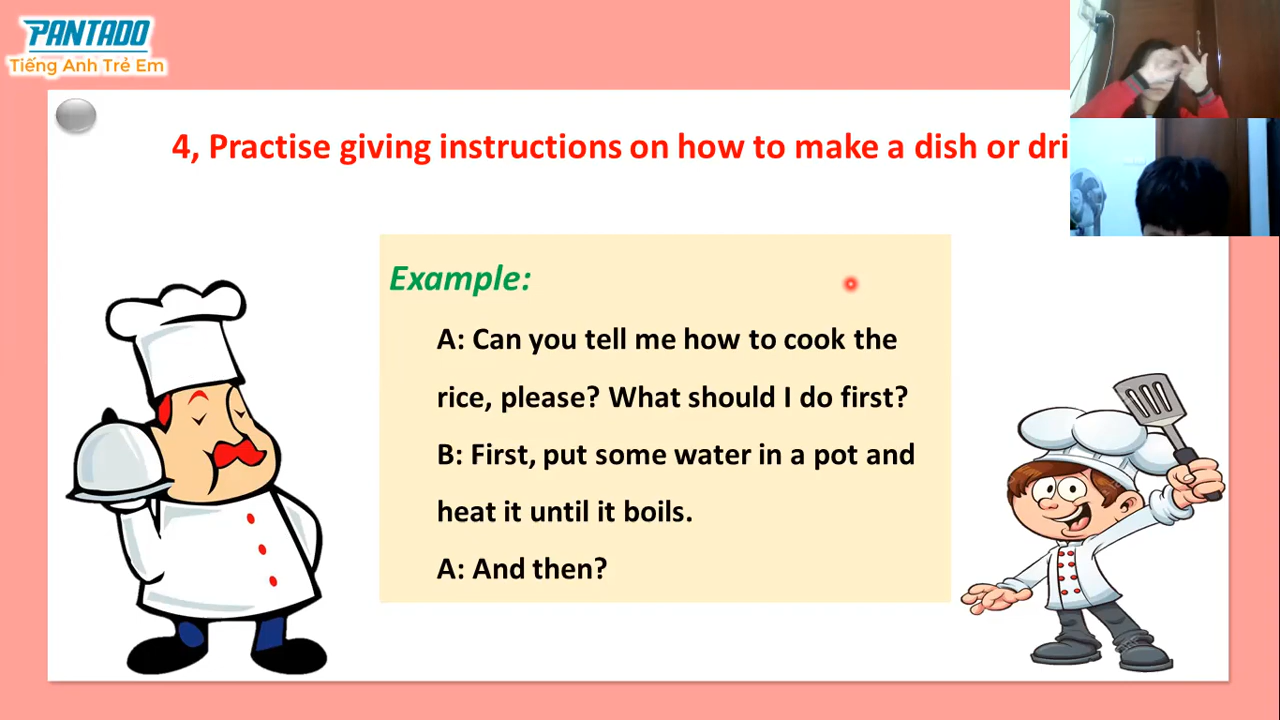 PANTADO
Tiếng Anh Trẻ Em
4, Practise giving instructions on how to make a dish or
Example:
A: Can you tell me how to cook the
rice, please? What should I do first?
B: First, put some water in a pot and
heat it until it boils.
A: And then?